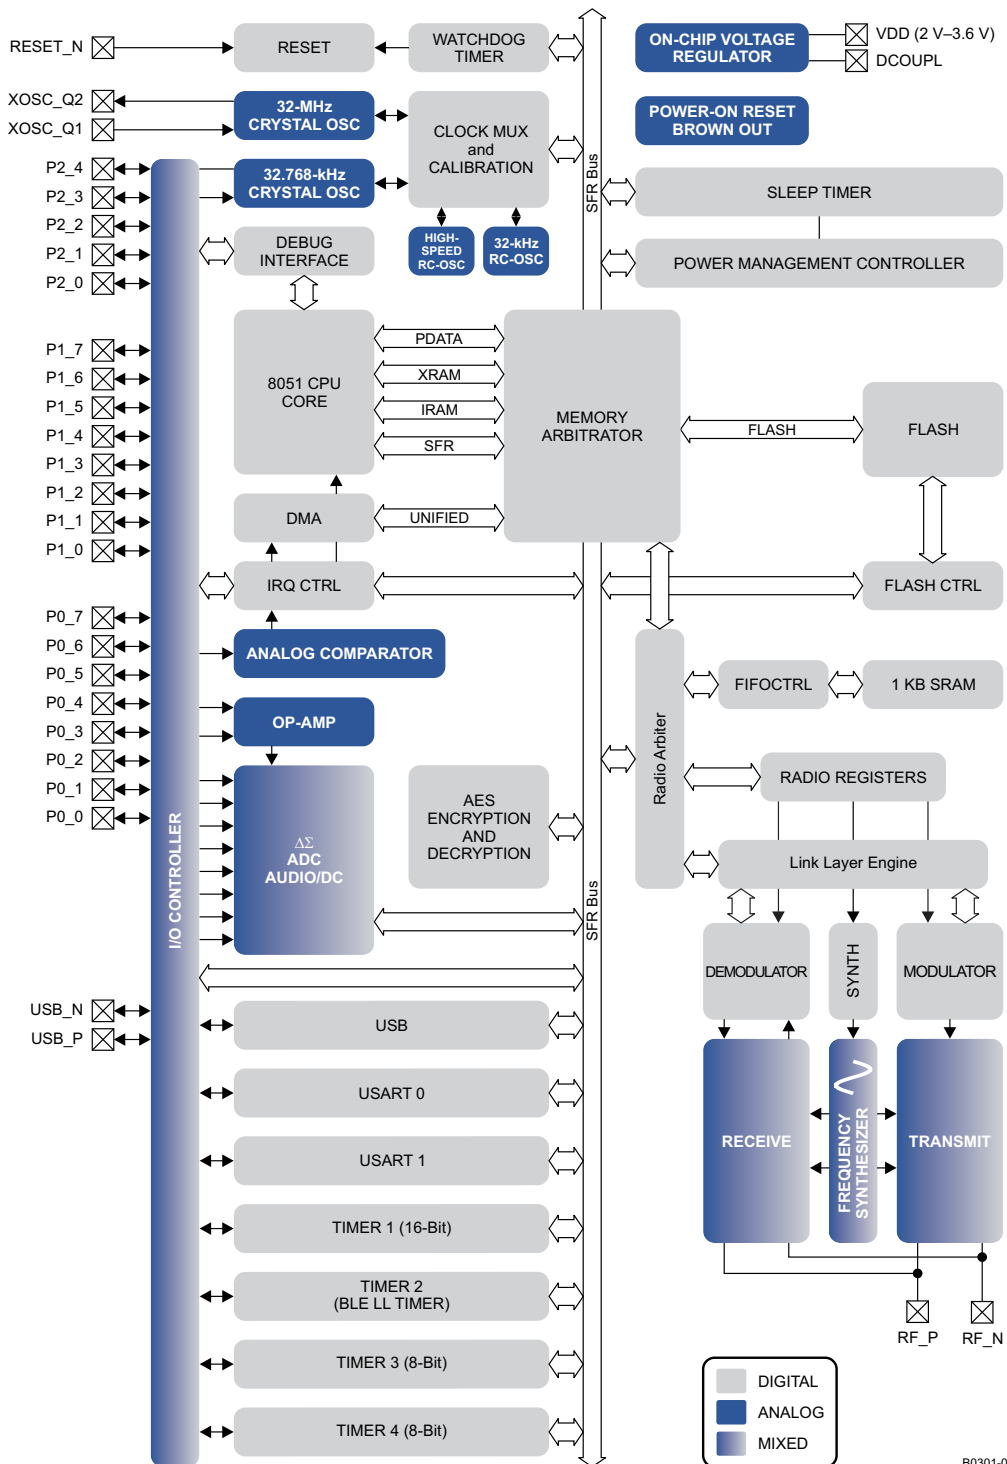 RESET_N
RESET
WATCHDOG
TIMER
ON-CHIP VOLTAGE
REGULATOR
VDD (2 V–3.6 V)
DCOUPL
XOSC_Q2
XOSC_Q1
32-MHz
CRYSTAL OSC
CLOCK MUX
and
CALIBRATION
POWER-ON RESET
BROWN OUT
SFR Bus
P2_4
P2_3
P2_2
P2_1
P2_0
32.768-kHz
CRYSTAL OSC
SLEEP TIMER
DEBUG
INTERFACE
HIGH-
SPEED
RC-OSC
32-kHz
RC-OSC
POWER MANAGEMENT CONTROLLER
P1_7
P1_6
P1_5
P1_4
P1_3
P1_2
P1_1
P1_0
8051 CPU
CORE
PDATA
XRAM
IRAM
SFR
MEMORY
ARBITRATOR
FLASH
FLASH
DMA
UNIFIED
IRQ CTRL
FLASH CTRL
P0_7
P0_6
P0_5
P0_4
P0_3
P0_2
P0_1
P0_0
ANALOG COMPARATOR
OP-AMP
ΔΣ
ADC
AUDIO/DC
AES
ENCRYPTION
AND
DECRYPTION
Radio Arbiter
FIFOCTRL
1 KB SRAM
RADIO REGISTERS
Link Layer Engine
I/O CONTROLLER
SFR Bus
DEMODULATOR
SYNTH
MODULATOR
USB_N
USB_P
USB
USART 0
USART 1
TIMER 1 (16-Bit)
TIMER 2
(BLE LL TIMER)
TIMER 3 (8-Bit)
TIMER 4 (8-Bit)
RECEIVE
FREQUENCY
SYNTHESIZER
TRANSMIT
RF_P
RF_N
DIGITAL
ANALOG
MIXED